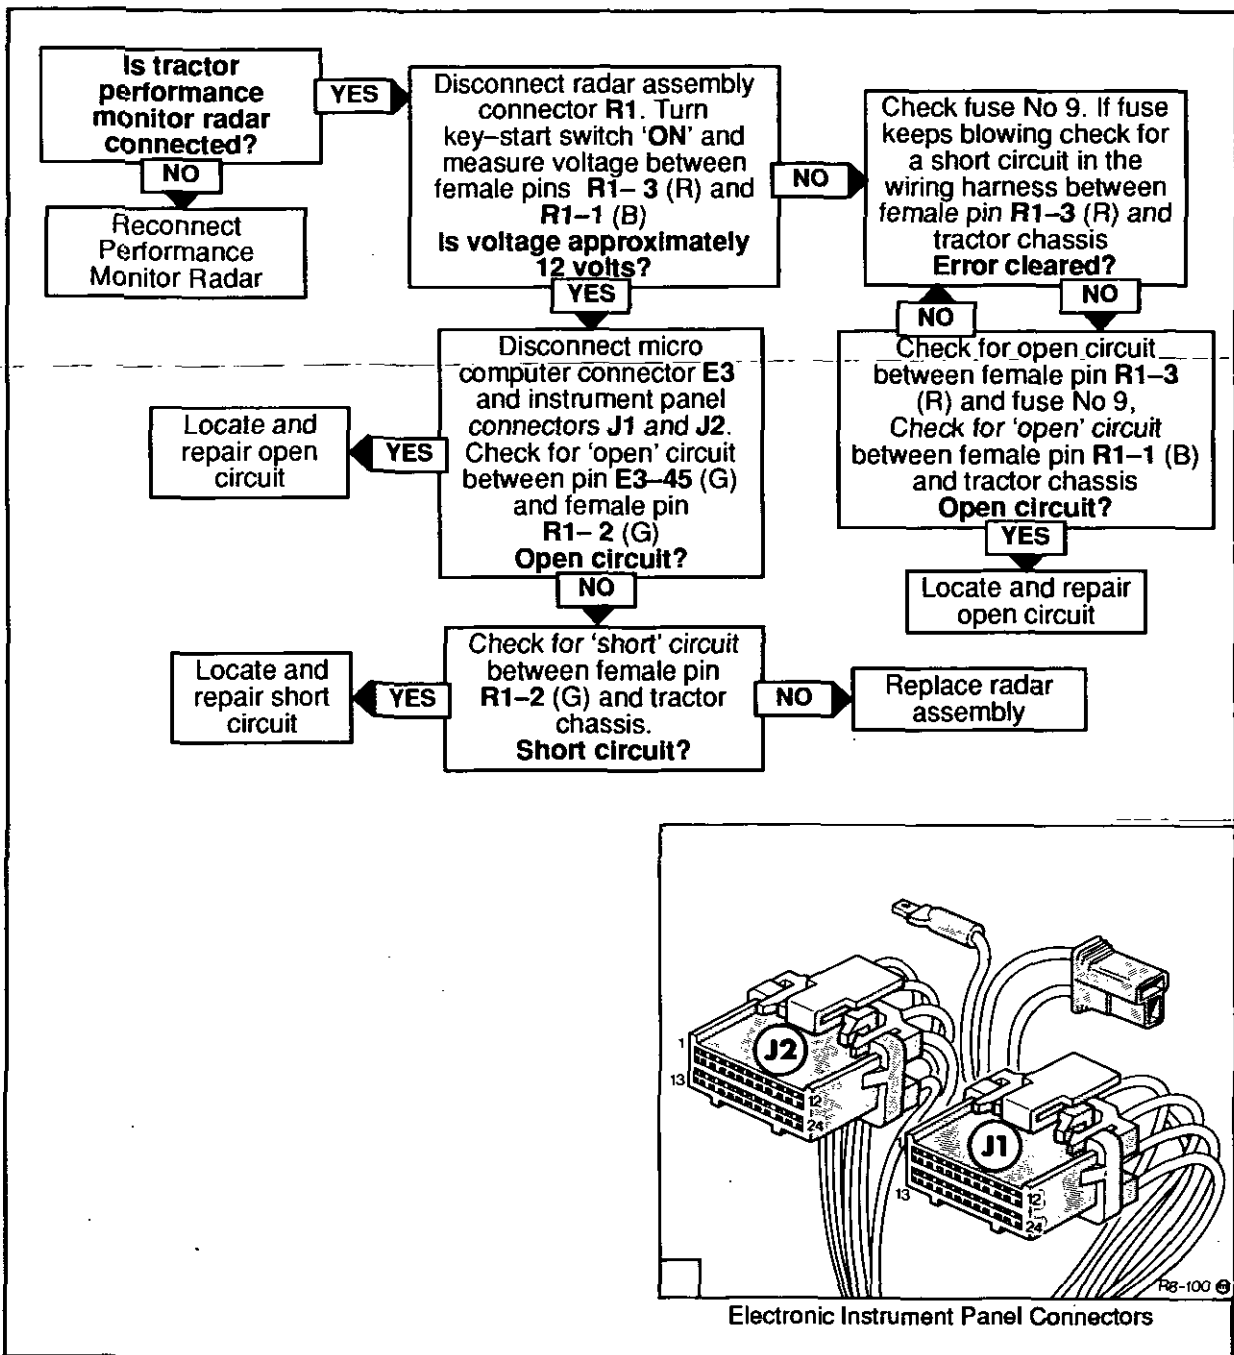 Is tractor
performance
monitor radar
connected?
YES
NO
Reconnect
Performance
Monitor Radar
Disconnect radar assembly
connector R1. Turn
key–start switch ‘ON’ and
measure voltage between
female pins R1– 3 (R) and
R1–1 (B)
Is voltage approximately
12 volts?
NO
YES
Check fuse No 9. If fuse
keeps blowing check for
a short circuit in the
wiring harness between
female pin R1–3 (R) and
tractor chassis
Error cleared?
NO
NO
Check for open circuit
between female pin R1–3
(R) and fuse No 9,
Check for ‘open’ circuit
between female pin R1–1 (B)
and tractor chassis
Open circuit?
YES
Locate and repair
open circuit
Disconnect micro
computer connector E3
and instrument panel
connectors J1 and J2.
Check for ‘open’ circuit
between pin E3–45 (G)
and female pin
R1– 2 (G)
Open circuit?
YES
Locate and
repair open
circuit
NO
Check for ‘short’ circuit
between female pin
R1–2 (G) and tractor
chassis.
Short circuit?
YES
Locate and
repair short
circuit
NO
Replace radar
assembly
1
J2
13
12
24
J1
13
12
24
R8-100
Electronic Instrument Panel Connectors